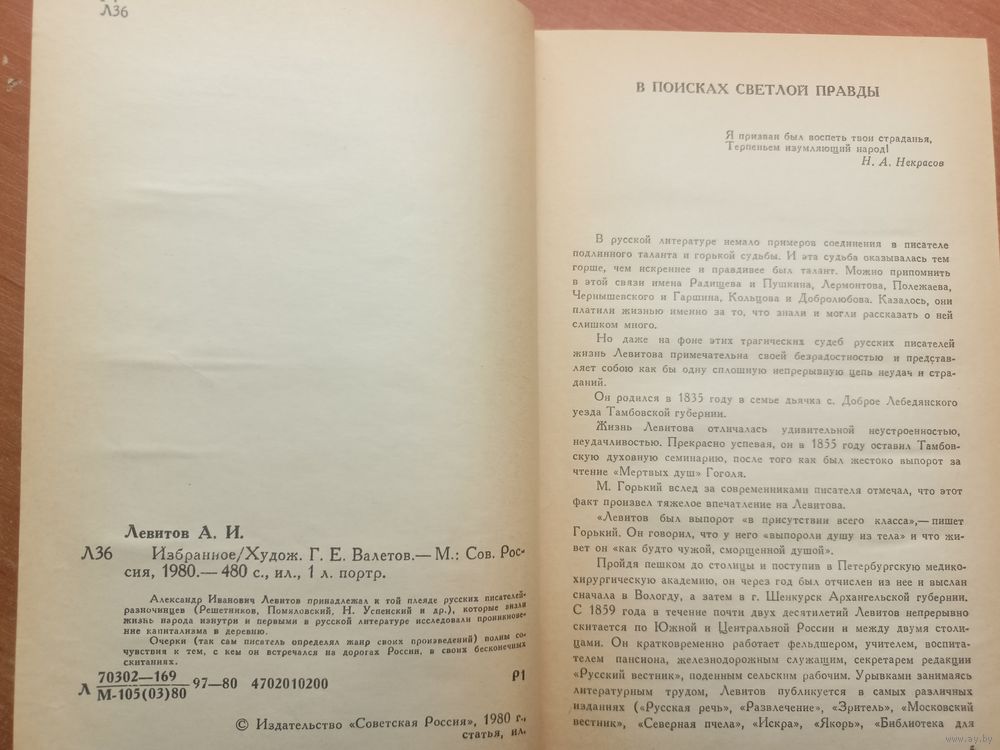 Л36
Левитов А. И.
Л36 Избранное/Худож. Г. Е. Валетов.— М.: Сов. Рос-
сия, 1980.— 480 с., ил., 1 л. портр.
Александр Иванович Левитов принадлежал к той плеяде русских писателей-
разночинцев (Решетников, Помяловский, Н. Успенский и др.), которые знали
жизнь народа изнутри и первыми в русской литературе исследовали проникнове-
ние капитализма в деревню.
Очерки (так сам писатель определял жанр своих произведений) полны со-
чувствия к тем, с кем он встречался на дорогах России, в своих бесконечных
скитаниях.
70302—169
Л М-105(03)80 97—80 4702010200 Р1
© Издательство «Советская Россия», 1980 г.,
статья, ил.
В ПОИСКАХ СВЕТЛОЙ ПРАВДЫ
Я призван был воспеть твои страданья,
Терпеньем изумляющий народ!
Н. А. Некрасов
В русской литературе немало примеров соединения в писателе
подлинного таланта и горькой судьбы. И эта судьба оказывалась тем
горше, чем искреннее и правдивее был талант. Можно припомнить
в этой связи имена Радищева и Пушкина, Лермонтова, Полежаева,
Чернышевского и Гаршина, Кольцова и Добролюбова. Казалось, они
платили жизнью именно за то, что знали и могли рассказать о ней
слишком много.
Но даже на фоне этих трагических судеб русских писателей
жизнь Левитова примечательна своей безрадостностью и представ-
ляет собою как бы одну сплошную непрерывную цепь неудач и стра-
даний.
Он родился в 1835 году в семье дьячка с. Доброе Лебедянского
уезда Тамбовской губернии.
Жизнь Левитова отличалась удивительной неустроенностью,
неудачливостью. Прекрасно успевая, он в 1855 году оставил Тамбов-
скую духовную семинарию, после того как был жестоко выпорот за
чтение «Мертвых душ» Гоголя.
М. Горький вслед за современниками писателя отмечал, что этот
факт произвел тяжелое впечатление на Левитова.
«Левитов был выпорот «в присутствии всего класса»,— пишет
Горький. Он говорил, что у него «выпороли душу из тела» и что жи-
вет он «как будто чужой, сморщенной душой».
Пройдя пешком до столицы и поступив в Петербургскую медико-
хирургическую академию, он через год был отчислен из нее и выслан
сначала в Вологду, а затем в г. Шенкурск Архангельской губернии.
С 1859 года в течение почти двух десятилетий Левитов непрерывно
скитается по Южной и Центральной России и между двумя столи-
цами. Он кратковременно работает фельдшером, учителем, воспита-
телем пансиона, железнодорожным служащим, секретарем редакции
«Русский вестник», поденным сельским рабочим. Урывками занимаясь
литературным трудом, Левитов публикуется в самых различных
изданиях («Русская речь», «Развлечение», «Зритель», «Московский
вестник», «Северная пчела», «Искра», «Якорь», «Библиотека для
www.ay.by